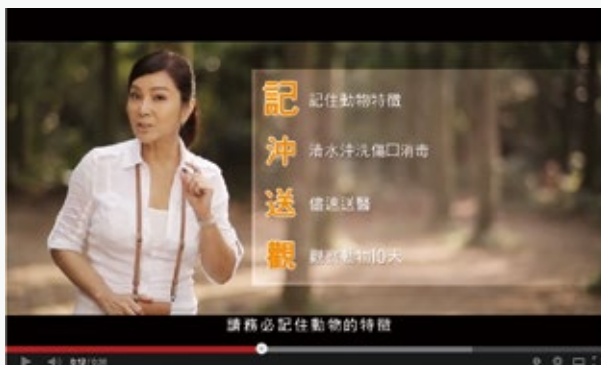 記 記住動物特徵
沖 清水沖洗傷口消毒
送 儘速送醫
觀 觀察動物10天
請務必記住動物的特徵